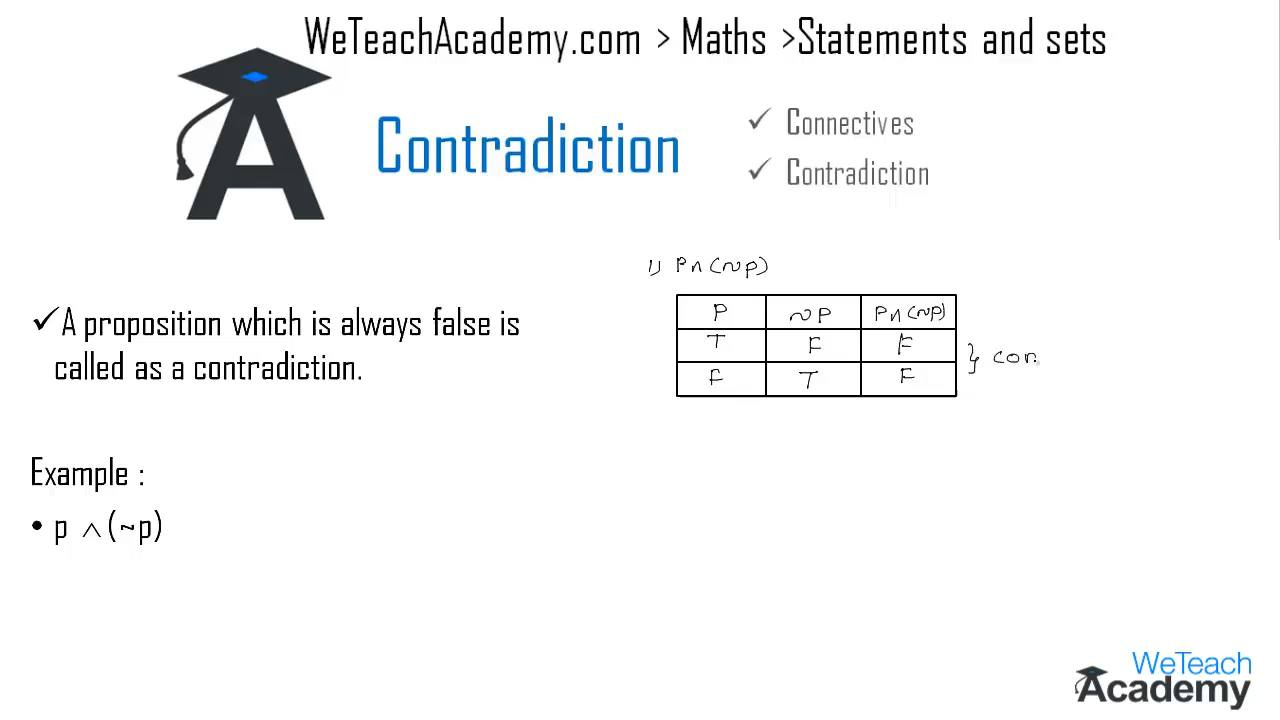 WeTeachAcademy.com > Maths >Statements and sets
Contradiction
✓ Connectives
✓ Contradiction
✓ A proposition which is always false is
called as a contradiction.
Example :
• p ∧ (~p)
1) P∧(~p)
P ~P P∧(~p)
T F F
F T F
} con
WeTeach
Academy